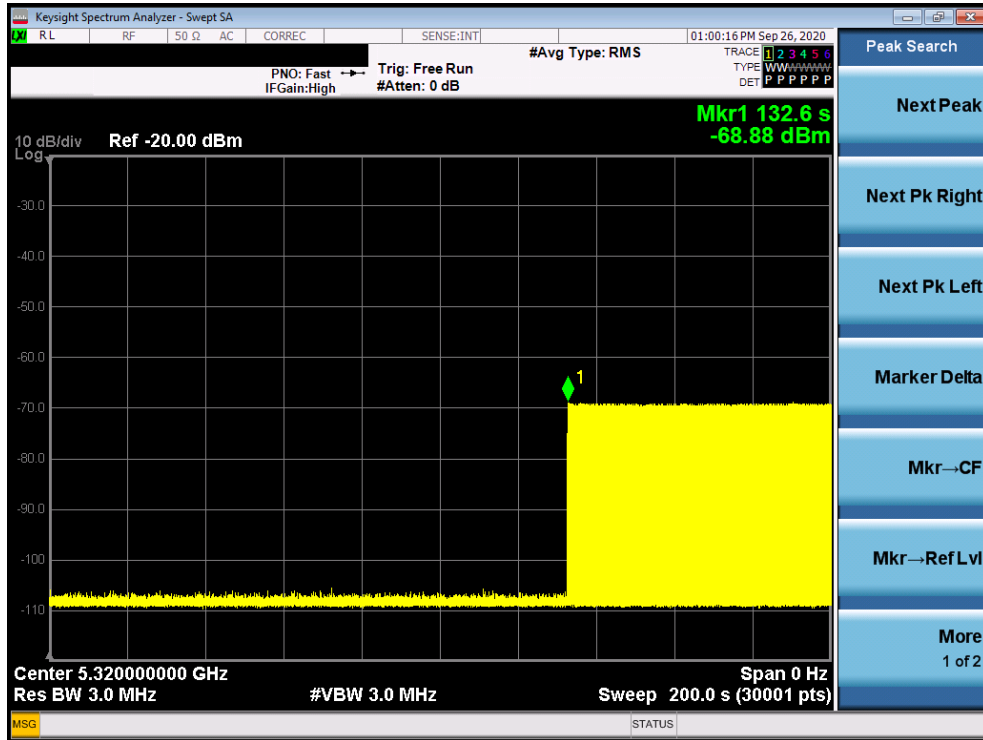 Keysight Spectrum Analyzer - Swept SA
LXI RL RF 50 Ω AC CORREC SENSE:INT 01:00:16 PM Sep 26, 2020
#Avg Type: RMS TRACE 1 2 3 4 5 6
PNO: Fast Trig: Free Run TYPE WWWWWW
IFGain:High #Atten: 0 dB DET P P P P P P
Mkr1 132.6 s
-68.88 dBm
10 dB/div Ref -20.00 dBm
Log
-30.0
-40.0
-50.0
-60.0
1
-70.0
-80.0
-90.0
-100
-110
Center 5.320000000 GHz Span 0 Hz
Res BW 3.0 MHz #VBW 3.0 MHz Sweep 200.0 s (30001 pts)
MSG STATUS
Peak Search
Next Peak
Next Pk Right
Next Pk Left
Marker Delta
Mkr→CF
Mkr→Ref Lvl
More
1 of 2